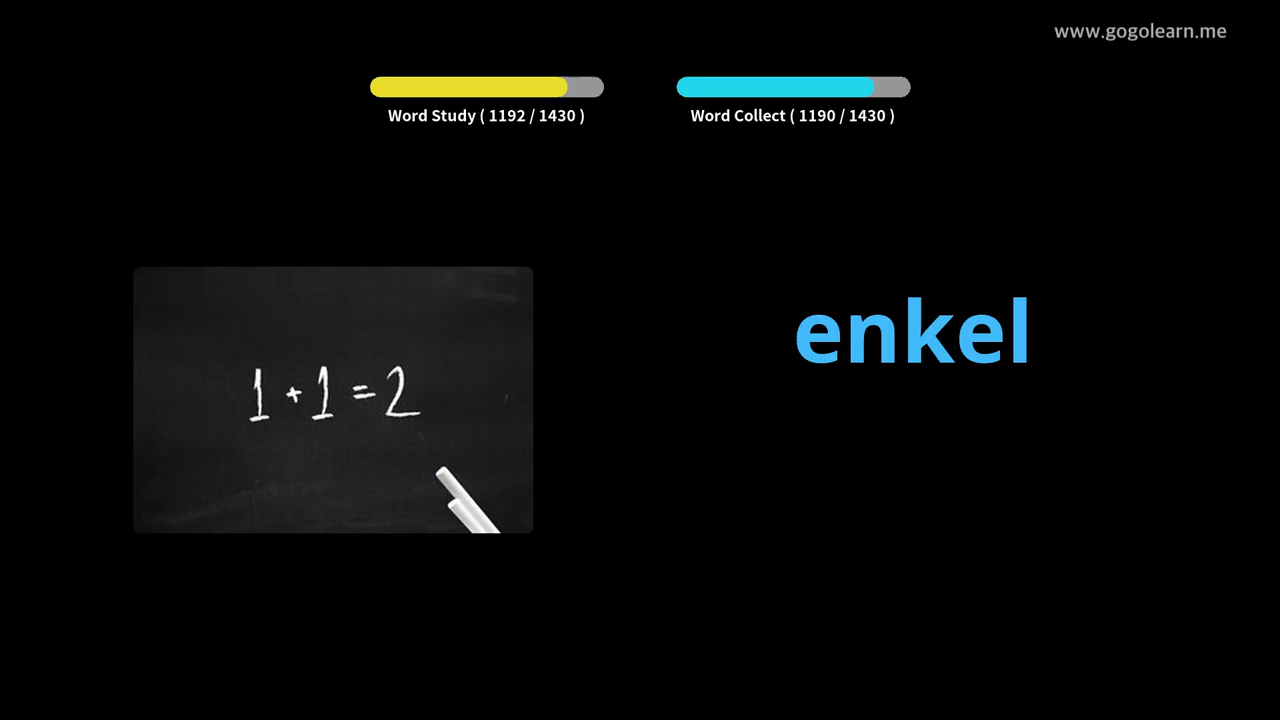 www.gogolearn.me
Word Study ( 1192 / 1430 )
Word Collect ( 1190 / 1430 )
enkel
1 + 1 = 2